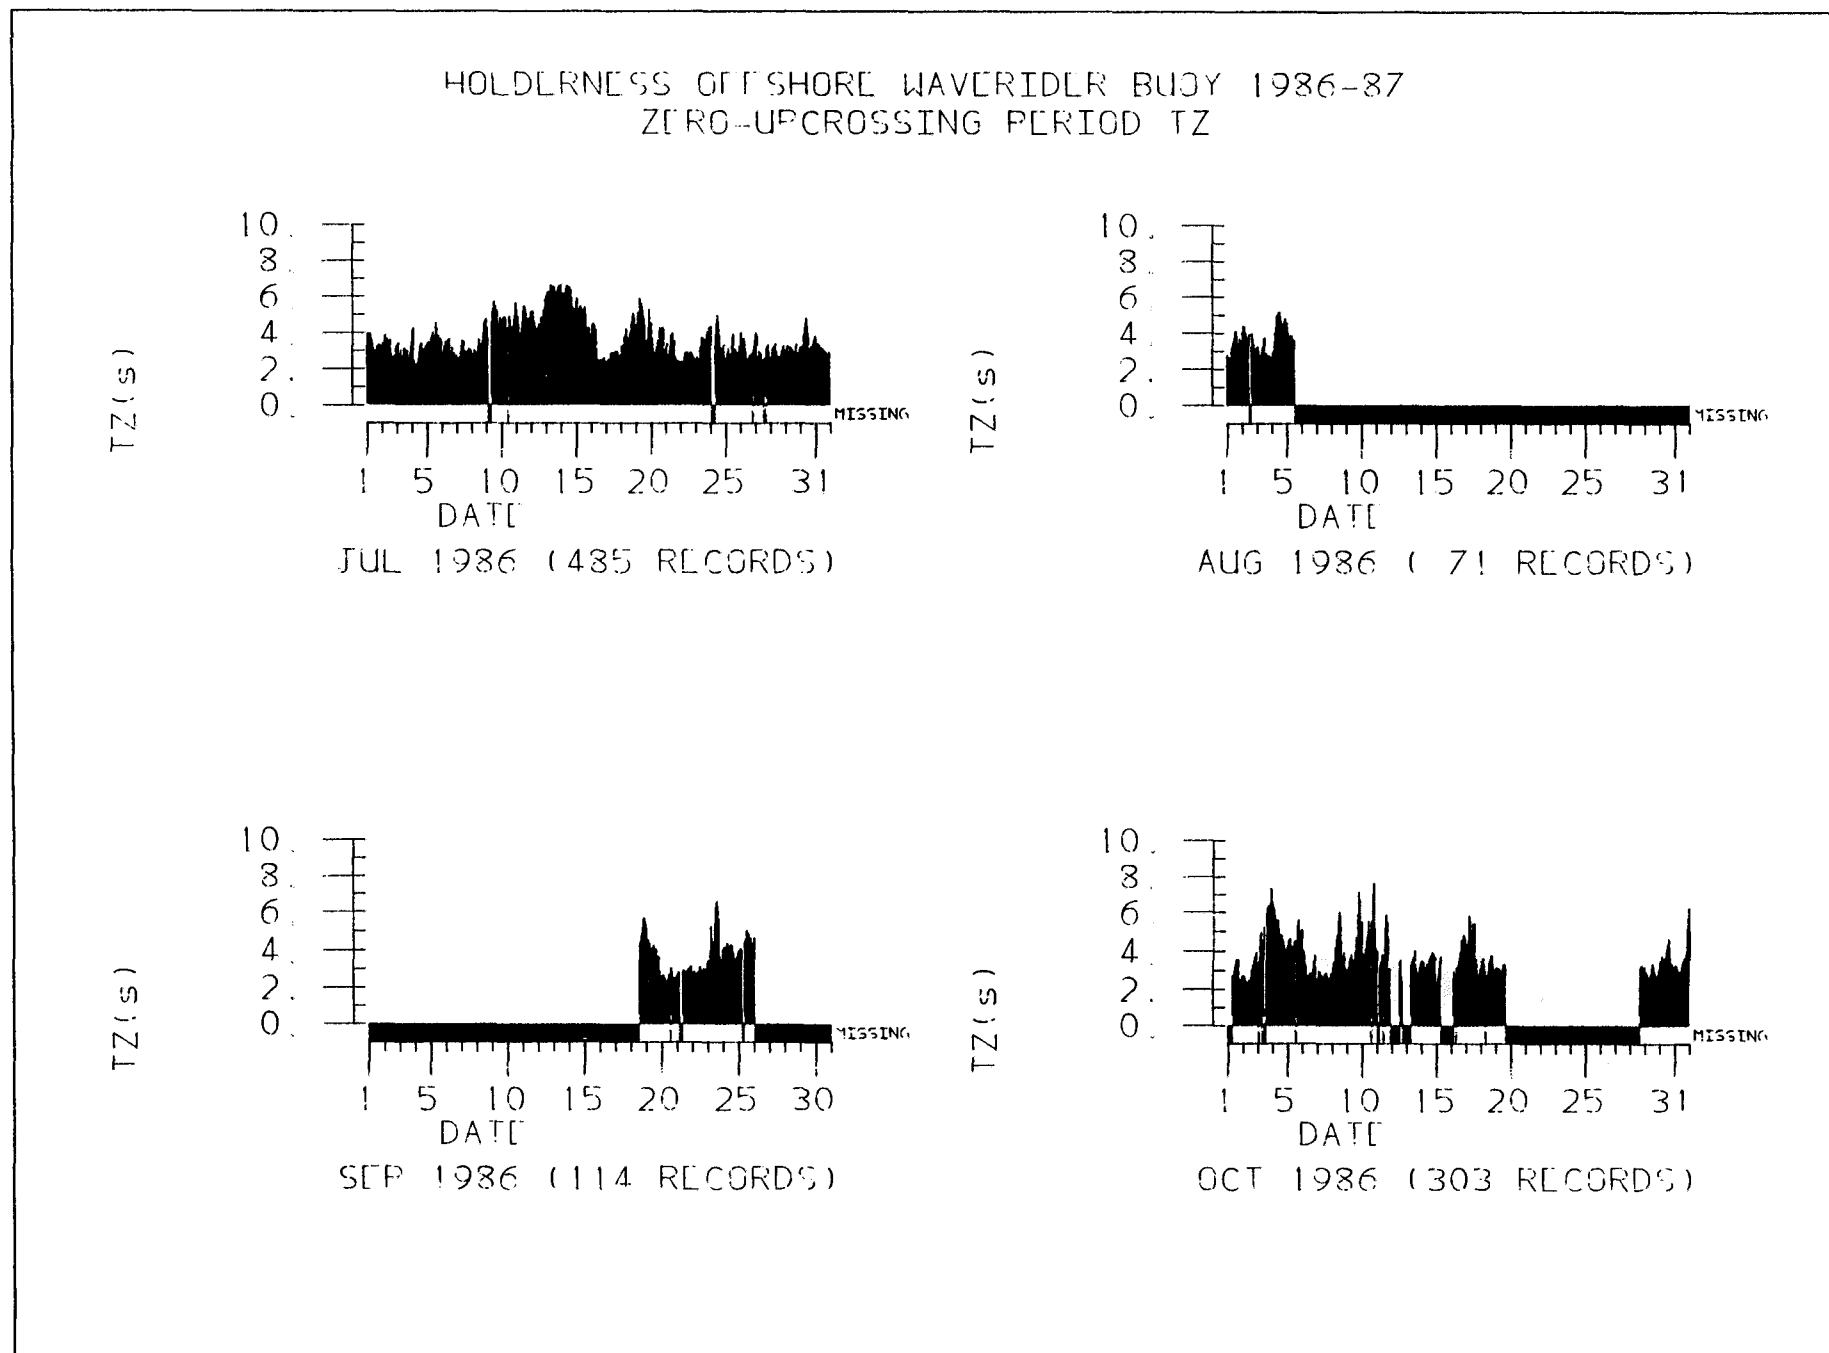 HOLDERNESS OFFSHORE WAVERIDER BUOY 1986-87
ZERO-UPCROSSING PERIOD TZ
10.
8.
6.
4.
2.
0.
TZ(s)
MISSING
1 5 10 15 20 25 31
DATE
JUL 1986 (485 RECORDS)
10.
8.
6.
4.
2.
0.
TZ(s)
MISSING
1 5 10 15 20 25 31
DATE
AUG 1986 ( 71 RECORDS)
10.
8.
6.
4.
2.
0.
TZ(s)
MISSING
1 5 10 15 20 25 30
DATE
SEP 1986 (114 RECORDS)
10.
8.
6.
4.
2.
0.
TZ(s)
MISSING
1 5 10 15 20 25 31
DATE
OCT 1986 (303 RECORDS)